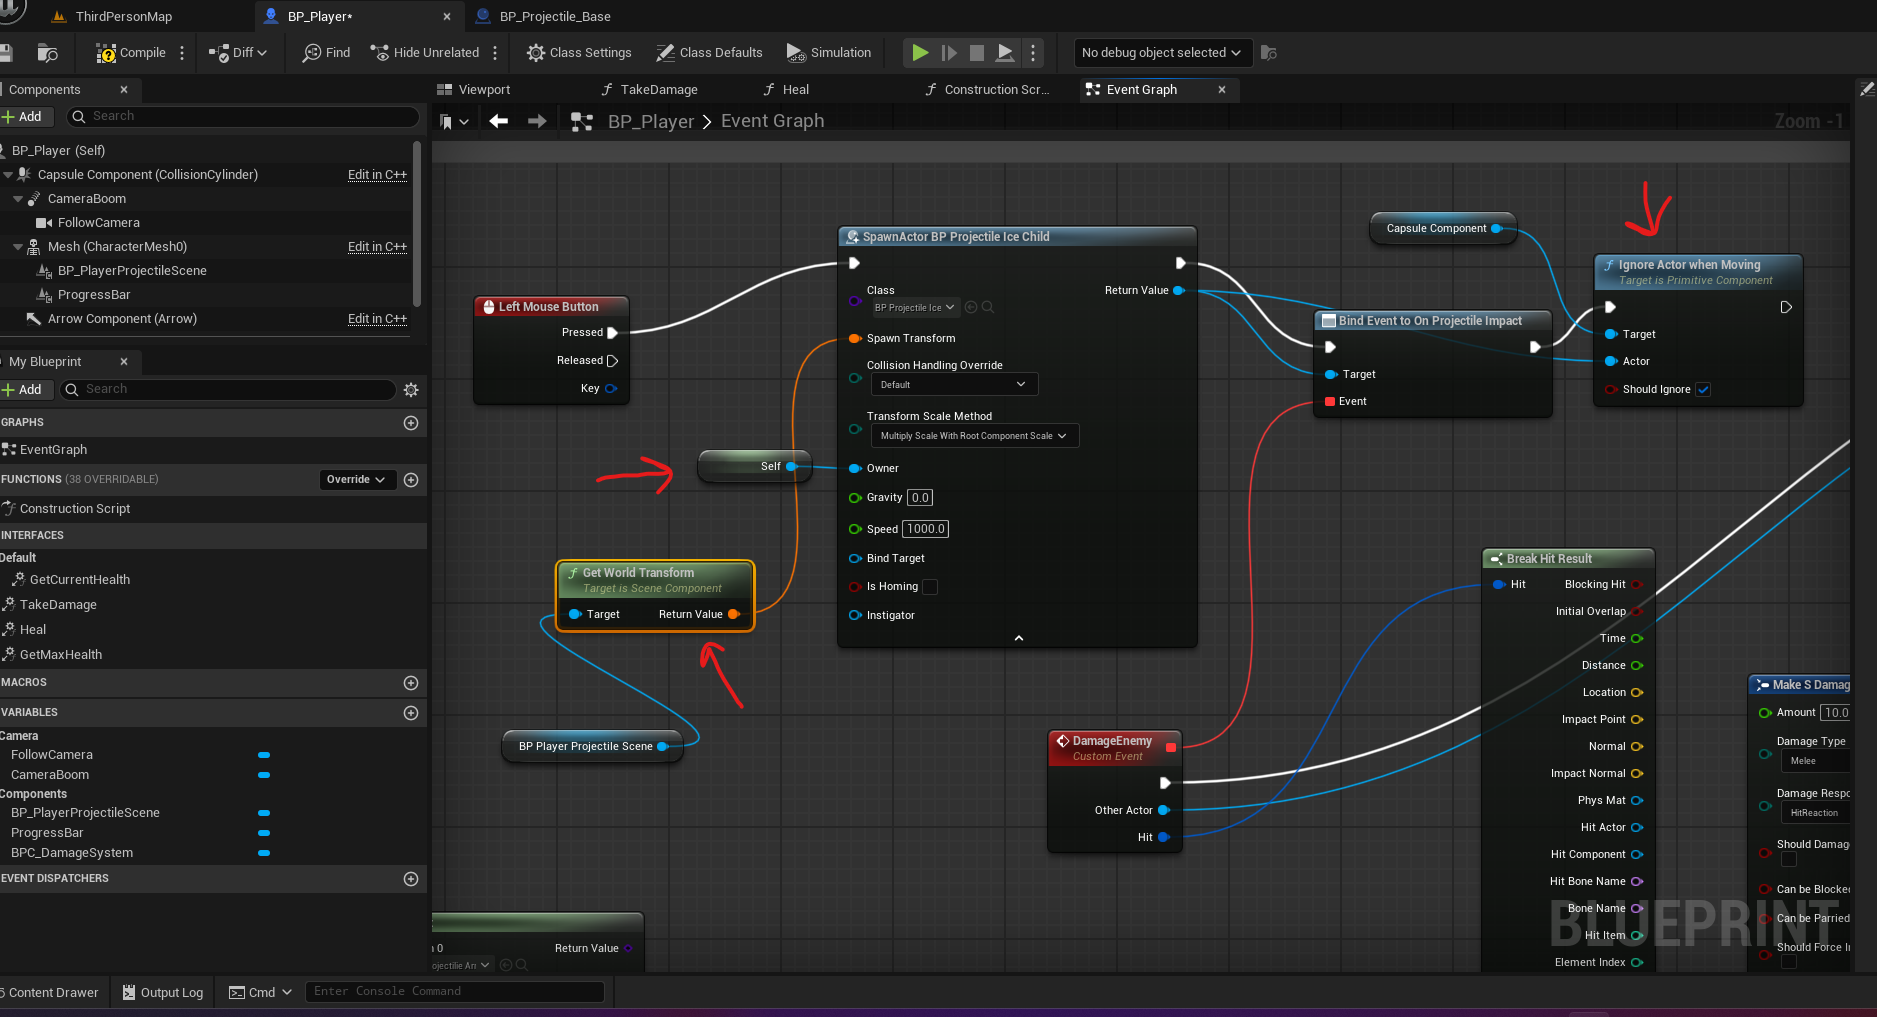 ThirdPersonMap
BP_Player*
BP_Projectile_Base
Compile
Diff
Find
Hide Unrelated
Class Settings
Class Defaults
Simulation
No debug object selected
Components
Viewport
TakeDamage
Heal
Construction Scr...
Event Graph
Add
Search
BP_Player
Event Graph
Zoom -1
BP_Player (Self)
Capsule Component (CollisionCylinder)
Edit in C++
CameraBoom
FollowCamera
Mesh (CharacterMesh0)
Edit in C++
BP_PlayerProjectileScene
ProgressBar
Arrow Component (Arrow)
Edit in C++
My Blueprint
Add
Search
GRAPHS
EventGraph
FUNCTIONS (38 OVERRIDABLE)
Override
Construction Script
INTERFACES
Default
GetCurrentHealth
TakeDamage
Heal
GetMaxHealth
MACROS
VARIABLES
Camera
FollowCamera
CameraBoom
Components
BP_PlayerProjectileScene
ProgressBar
BPC_DamageSystem
EVENT DISPATCHERS
Left Mouse Button
Pressed
Released
Key
SpawnActor BP Projectile Ice Child
Class
BP Projectile Ice
Return Value
Spawn Transform
Collision Handling Override
Default
Transform Scale Method
Multiply Scale With Root Component Scale
Owner
Gravity 0.0
Speed 1000.0
Bind Target
Is Homing
Instigator
Self
Get World Transform
Target is Scene Component
Target
Return Value
BP Player Projectile Scene
Bind Event to On Projectile Impact
Target
Event
Capsule Component
Ignore Actor when Moving
Target is Primitive Component
Target
Actor
Should Ignore
DamageEnemy
Custom Event
Other Actor
Hit
Break Hit Result
Hit
Blocking Hit
Initial Overlap
Time
Distance
Location
Impact Point
Normal
Impact Normal
Phys Mat
Hit Actor
Hit Component
Hit Bone Name
Bone Name
Hit Item
Element Index
Make S Damag
Amount 10.0
Damage Type
Melee
Damage Respo
HitReaction
Should Damag
Can be Blocke
Can be Parried
Should Force In
BLUEPRINT
n 0
Return Value
ojectilie Arr
Content Drawer
Output Log
Cmd
Enter Console Command